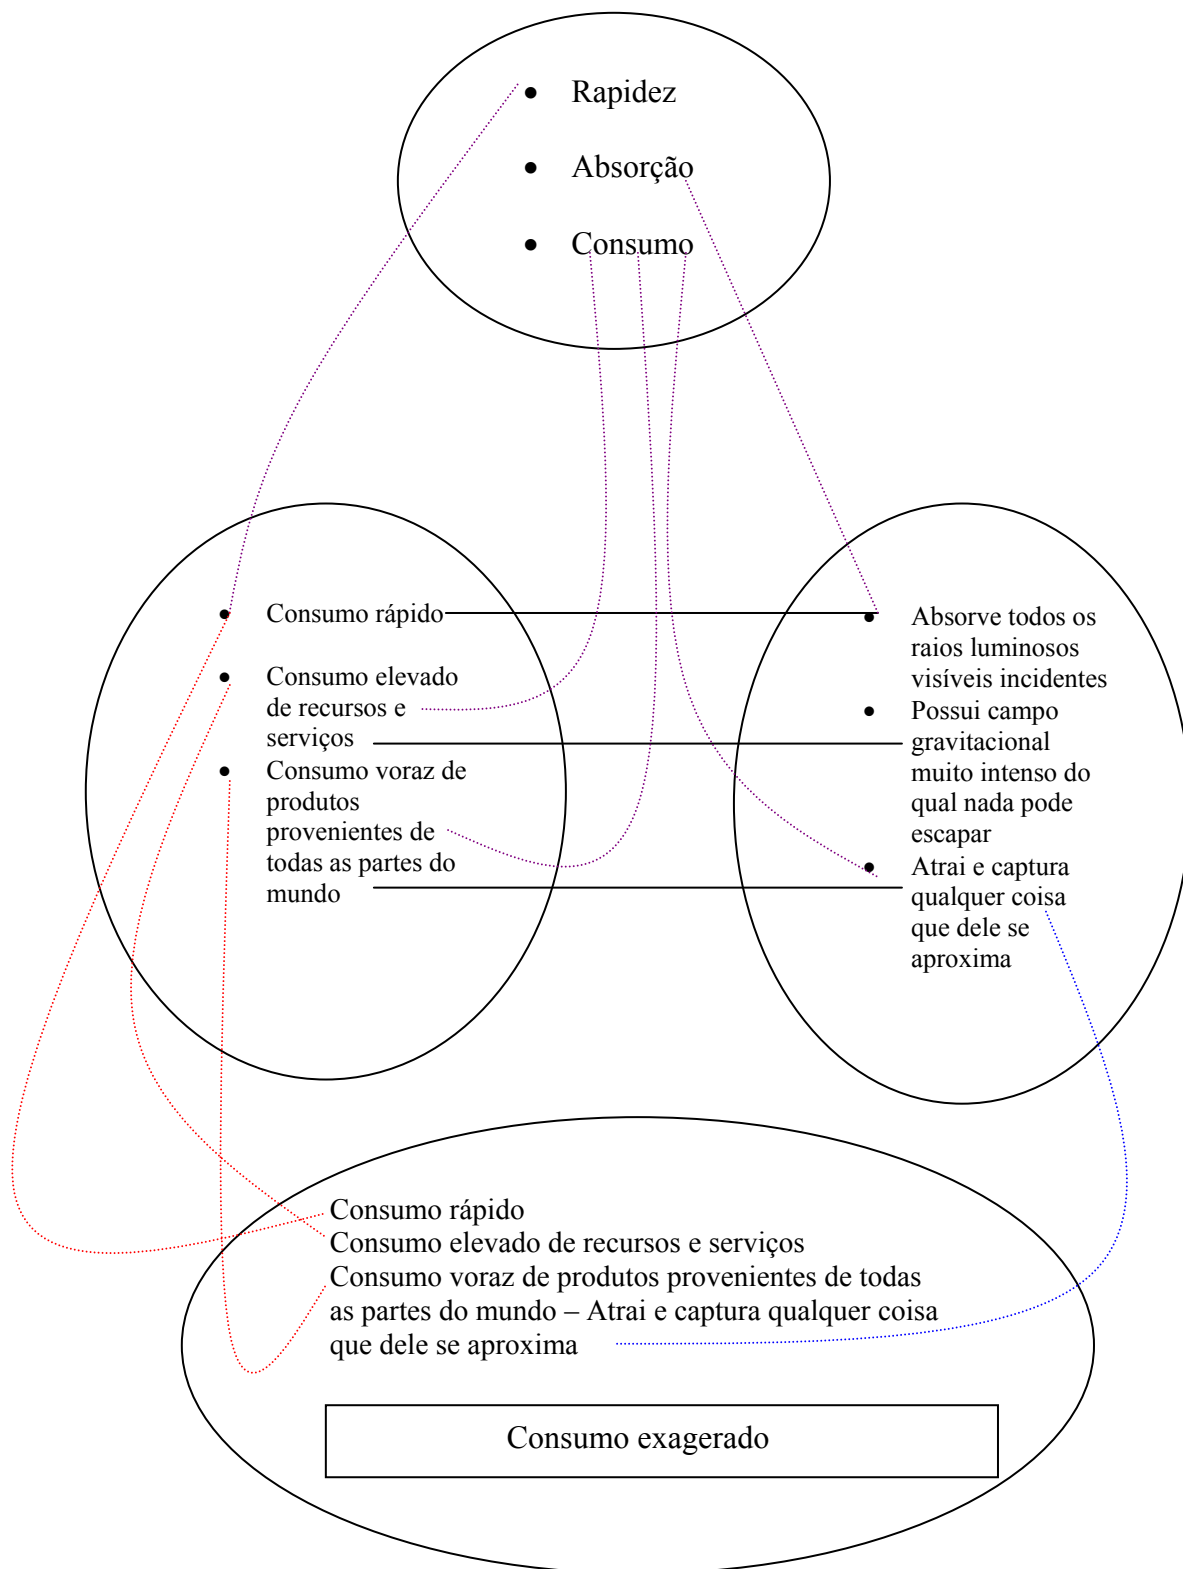 Rapidez
Absorção
Consumo
Consumo rápido
Consumo elevado
de recursos e
serviços
Consumo voraz de
produtos
provenientes de
todas as partes do
mundo
Absorve todos os
raios luminosos
visíveis incidentes
Possui campo
gravitacional
muito intenso do
qual nada pode
escapar
Atrai e captura
qualquer coisa
que dele se
aproxima
Consumo rápido
Consumo elevado de recursos e serviços
Consumo voraz de produtos provenientes de todas
as partes do mundo – Atrai e captura qualquer coisa
que dele se aproxima
Consumo exagerado